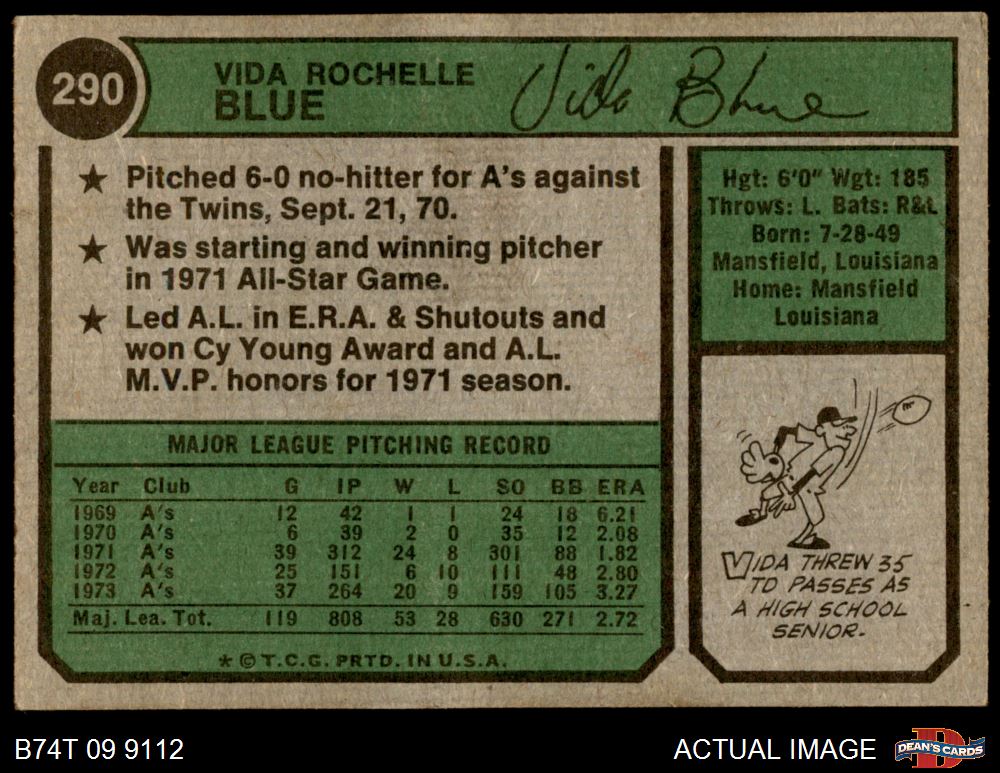 290
VIDA ROCHELLE
BLUE
Vida Blue
★ Pitched 6-0 no-hitter for A's against
the Twins, Sept. 21, 70.
★ Was starting and winning pitcher
in 1971 All-Star Game.
★ Led A.L. in E.R.A. & Shutouts and
won Cy Young Award and A.L.
M.V.P. honors for 1971 season.
Hgt: 6'0" Wgt: 185
Throws: L. Bats: R&L
Born: 7-28-49
Mansfield, Louisiana
Home: Mansfield
Louisiana
MAJOR LEAGUE PITCHING RECORD
Year Club G IP W L SO BB ERA
1969 A's 12 42 1 1 24 18 6.21
1970 A's 6 39 2 0 35 12 2.08
1971 A's 39 312 24 8 301 88 1.82
1972 A's 25 151 6 10 111 48 2.80
1973 A's 37 264 20 9 159 105 3.27
Maj. Lea. Tot. 119 808 53 28 630 271 2.72
* © T.C.G. PRTD. IN U.S.A.
VIDA THREW 35
TD PASSES AS
A HIGH SCHOOL
SENIOR.
B74T 09 9112
ACTUAL IMAGE
DEAN'S CARDS